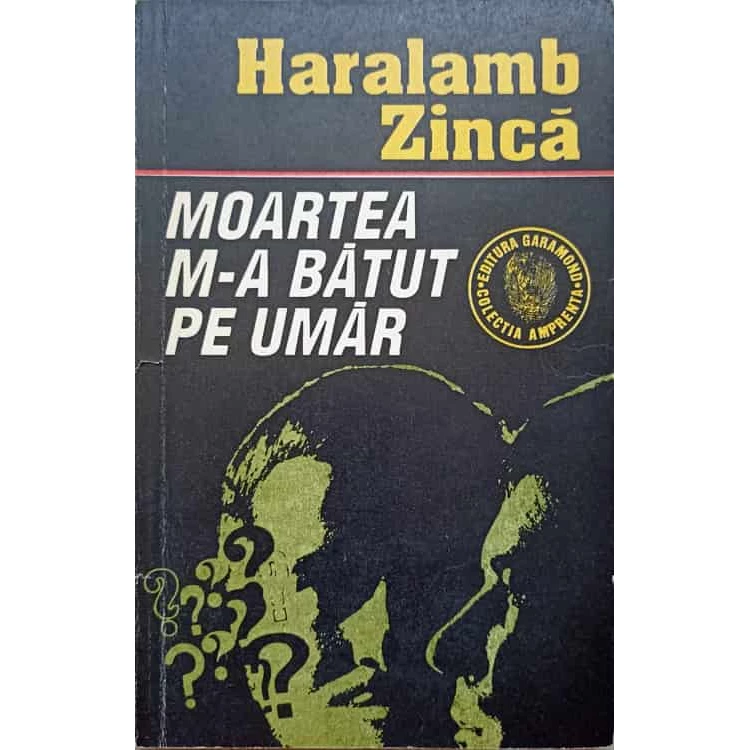 Haralamb
Zincă
MOARTEA
M-A BĂTUT
PE UMĂR
•EDITURA GARAMOND•
COLECȚIA AMPRENTA
? ? ? ? ? ? ? ?